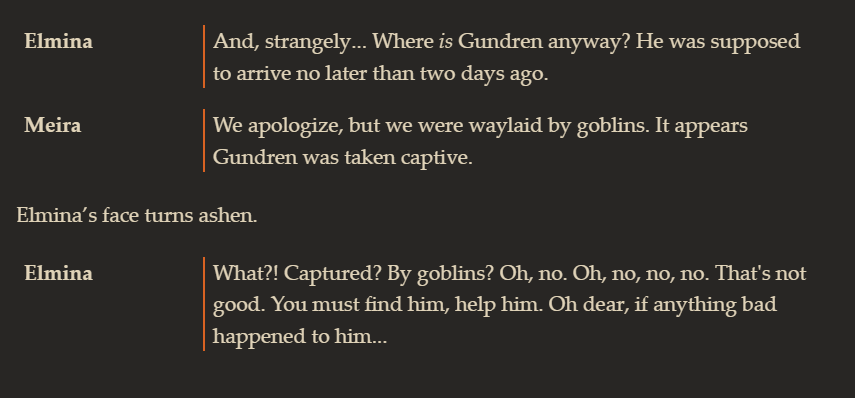 Elmina
And, strangely... Where is Gundren anyway? He was supposed
to arrive no later than two days ago.
Meira
We apologize, but we were waylaid by goblins. It appears
Gundren was taken captive.
Elmina’s face turns ashen.
Elmina
What?! Captured? By goblins? Oh, no. Oh, no, no, no. That's not
good. You must find him, help him. Oh dear, if anything bad
happened to him...